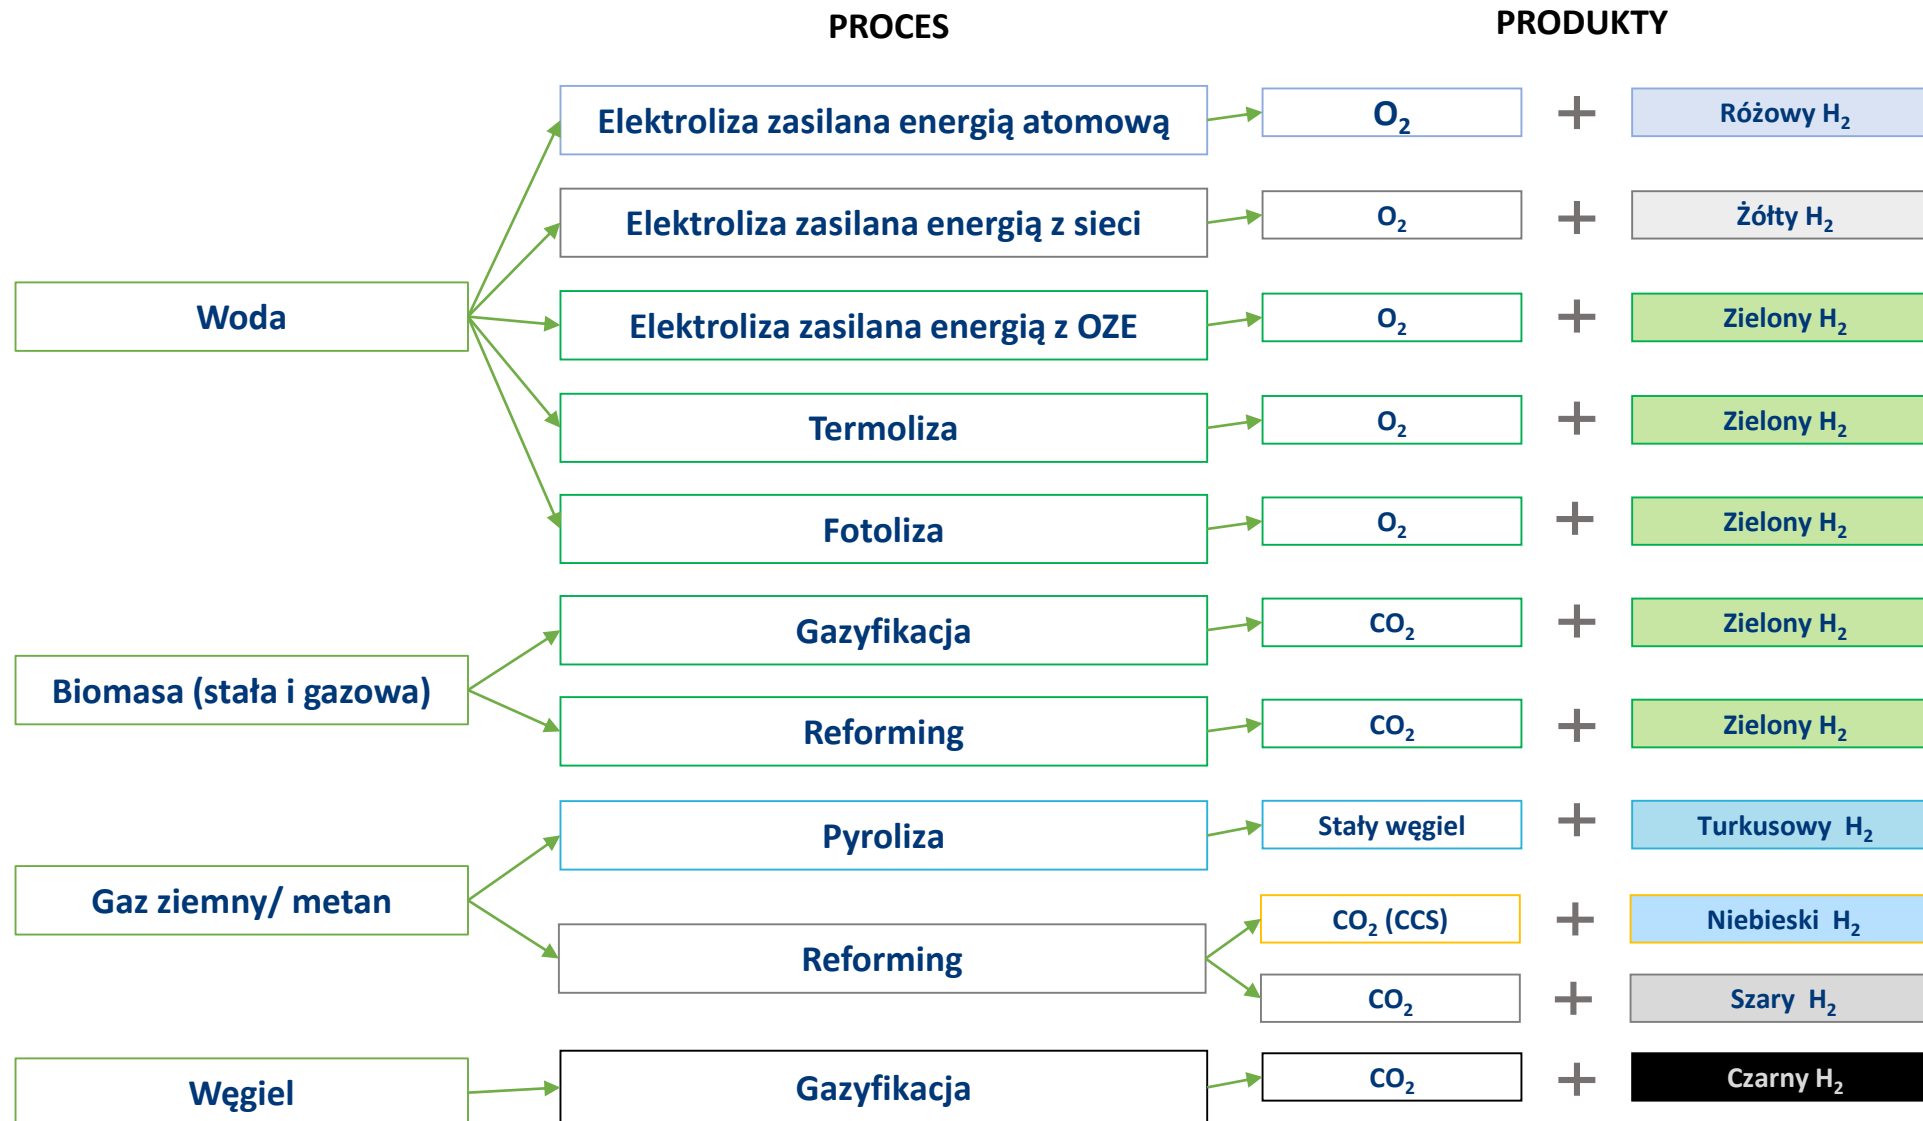 PROCES
PRODUKTY
Elektroliza zasilana energią atomową
O₂
+
Różowy H₂
Elektroliza zasilana energią z sieci
O₂
+
Żółty H₂
Woda
Elektroliza zasilana energią z OZE
O₂
+
Zielony H₂
Termoliza
O₂
+
Zielony H₂
Fotoliza
O₂
+
Zielony H₂
Biomasa (stała i gazowa)
Gazyfikacja
CO₂
+
Zielony H₂
Reforming
CO₂
+
Zielony H₂
Gaz ziemny/ metan
Pyroliza
Stały węgiel
+
Turkusowy H₂
Reforming
CO₂ (CCS)
+
Niebieski H₂
CO₂
+
Szary H₂
Węgiel
Gazyfikacja
CO₂
+
Czarny H₂